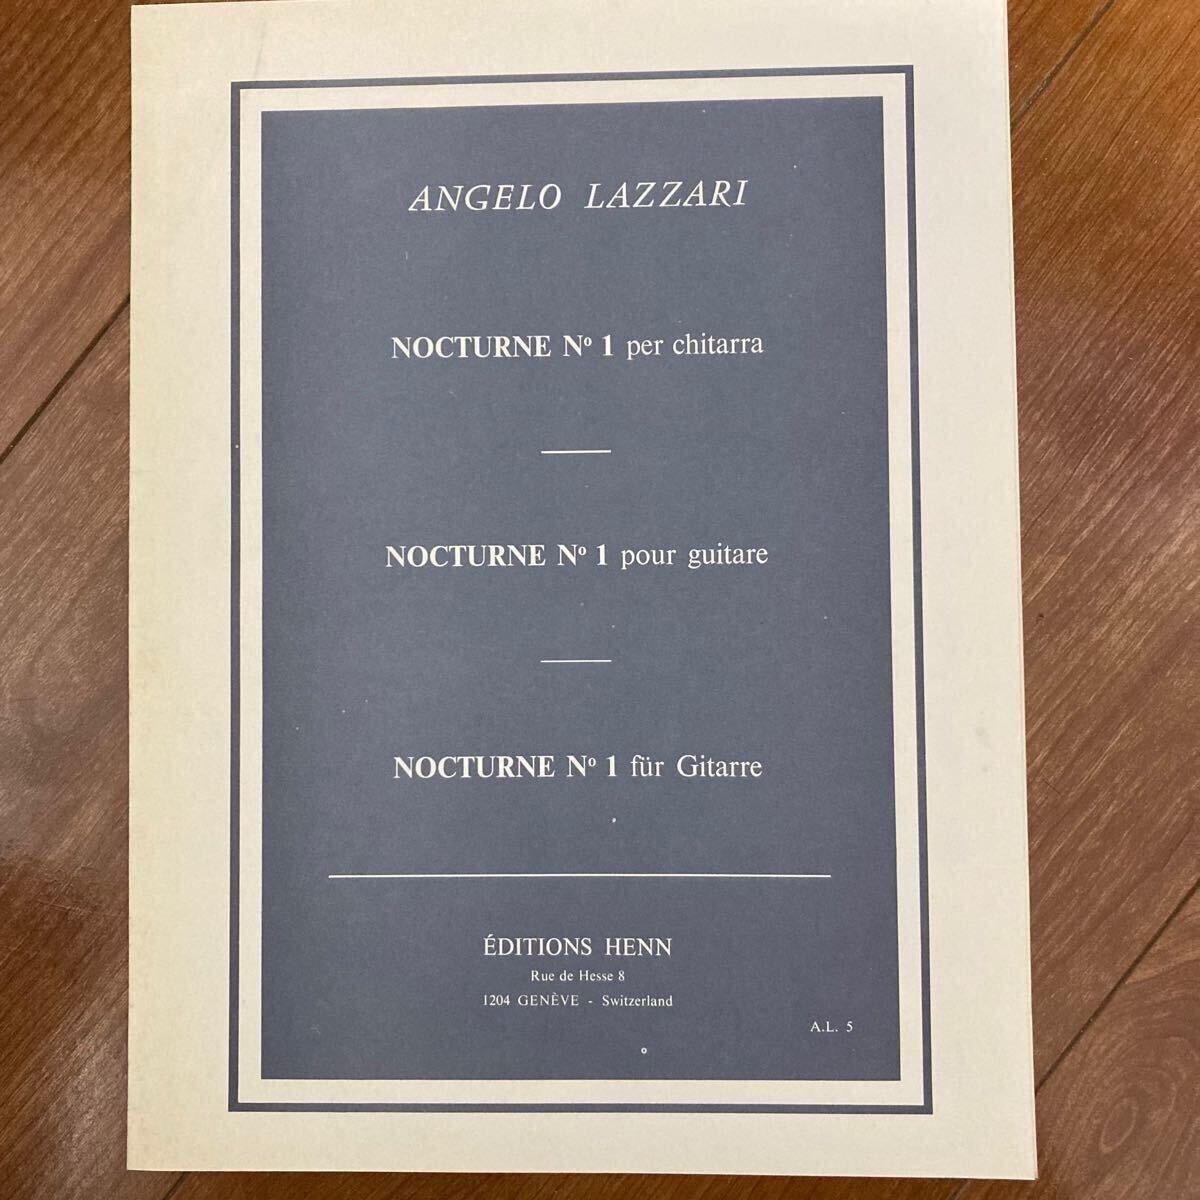 ANGELO LAZZARI
NOCTURNE Nº 1 per chitarra
NOCTURNE Nº 1 pour guitare
NOCTURNE Nº 1 für Gitarre
ÉDITIONS HENN
Rue de Hesse 8
1204 GENÈVE - Switzerland
A.L. 5